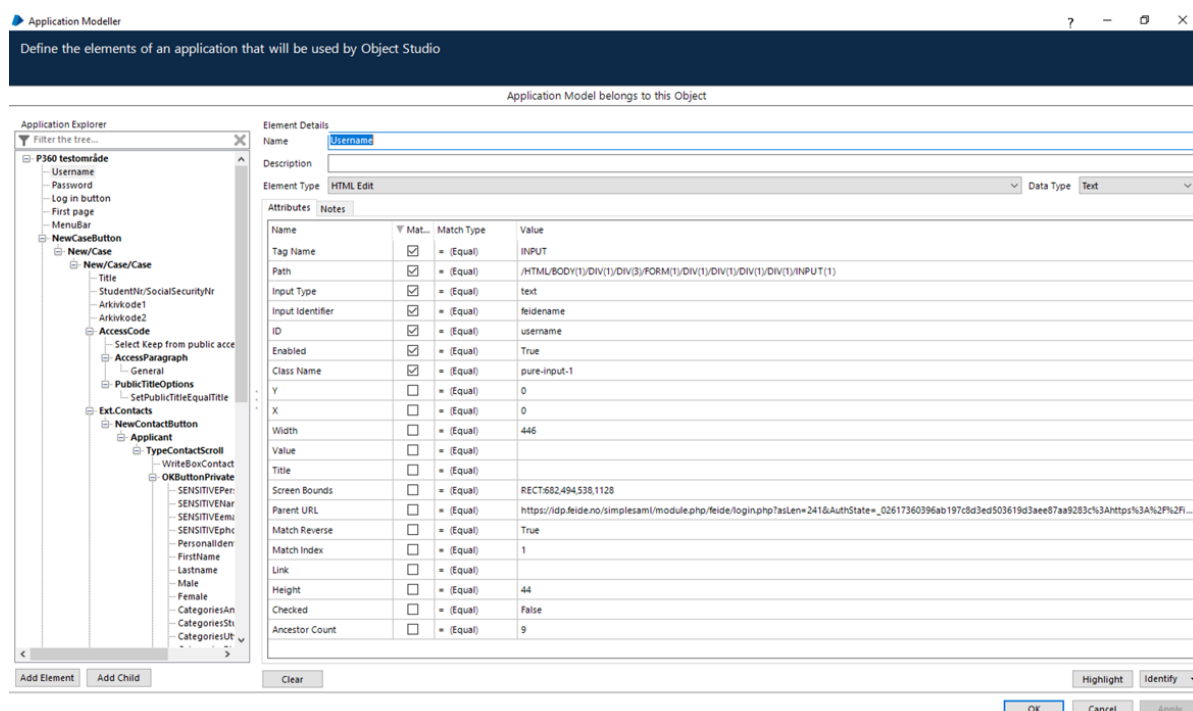 Application Modeller
?
Define the elements of an application that will be used by Object Studio
Application Model belongs to this Object
Application Explorer
Filter the tree...
P360 testområde
Username
Password
Log in button
First page
MenuBar
NewCaseButton
New/Case
New/Case/Case
Title
StudentNr/SocialSecurityNr
Arkivkode1
Arkivkode2
AccessCode
Select Keep from public acce
AccessParagraph
General
PublicTitleOptions
SetPublicTitleEqualTitle
Ext.Contacts
NewContactButton
Applicant
TypeContactScroll
WriteBoxContact
OKButtonPrivate
SENSITIVEPer
SENSITIVENar
SENSITIVEema
SENSITIVEpho
PersonalIden
FirstName
Lastname
Male
Female
CategoriesAn
CategoriesStu
CategoriesUt
Add Element Add Child
Element Details
Name Username
Description
Element Type HTML Edit Data Type Text
Attributes Notes
Name Mat... Match Type Value
Tag Name = (Equal) INPUT
Path = (Equal) /HTML/BODY(1)/DIV(1)/DIV(3)/FORM(1)/DIV(1)/DIV(1)/DIV(1)/DIV(1)/INPUT(1)
Input Type = (Equal) text
Input Identifier = (Equal) feidename
ID = (Equal) username
Enabled = (Equal) True
Class Name = (Equal) pure-input-1
Y = (Equal) 0
X = (Equal) 0
Width = (Equal) 446
Value = (Equal)
Title = (Equal)
Screen Bounds = (Equal) RECT:682,494,538,1128
Parent URL = (Equal) https://idp.feide.no/simplesaml/module.php/feide/login.php?asLen=241&AuthState=_02617360396ab197c8d3ed503619d3aee87aa9283c%3Ahttps%3A%2F%2Fi...
Match Reverse = (Equal) True
Match Index = (Equal) 1
Link = (Equal)
Height = (Equal) 44
Checked = (Equal) False
Ancestor Count = (Equal) 9
Clear Highlight Identify
OK Cancel Apply